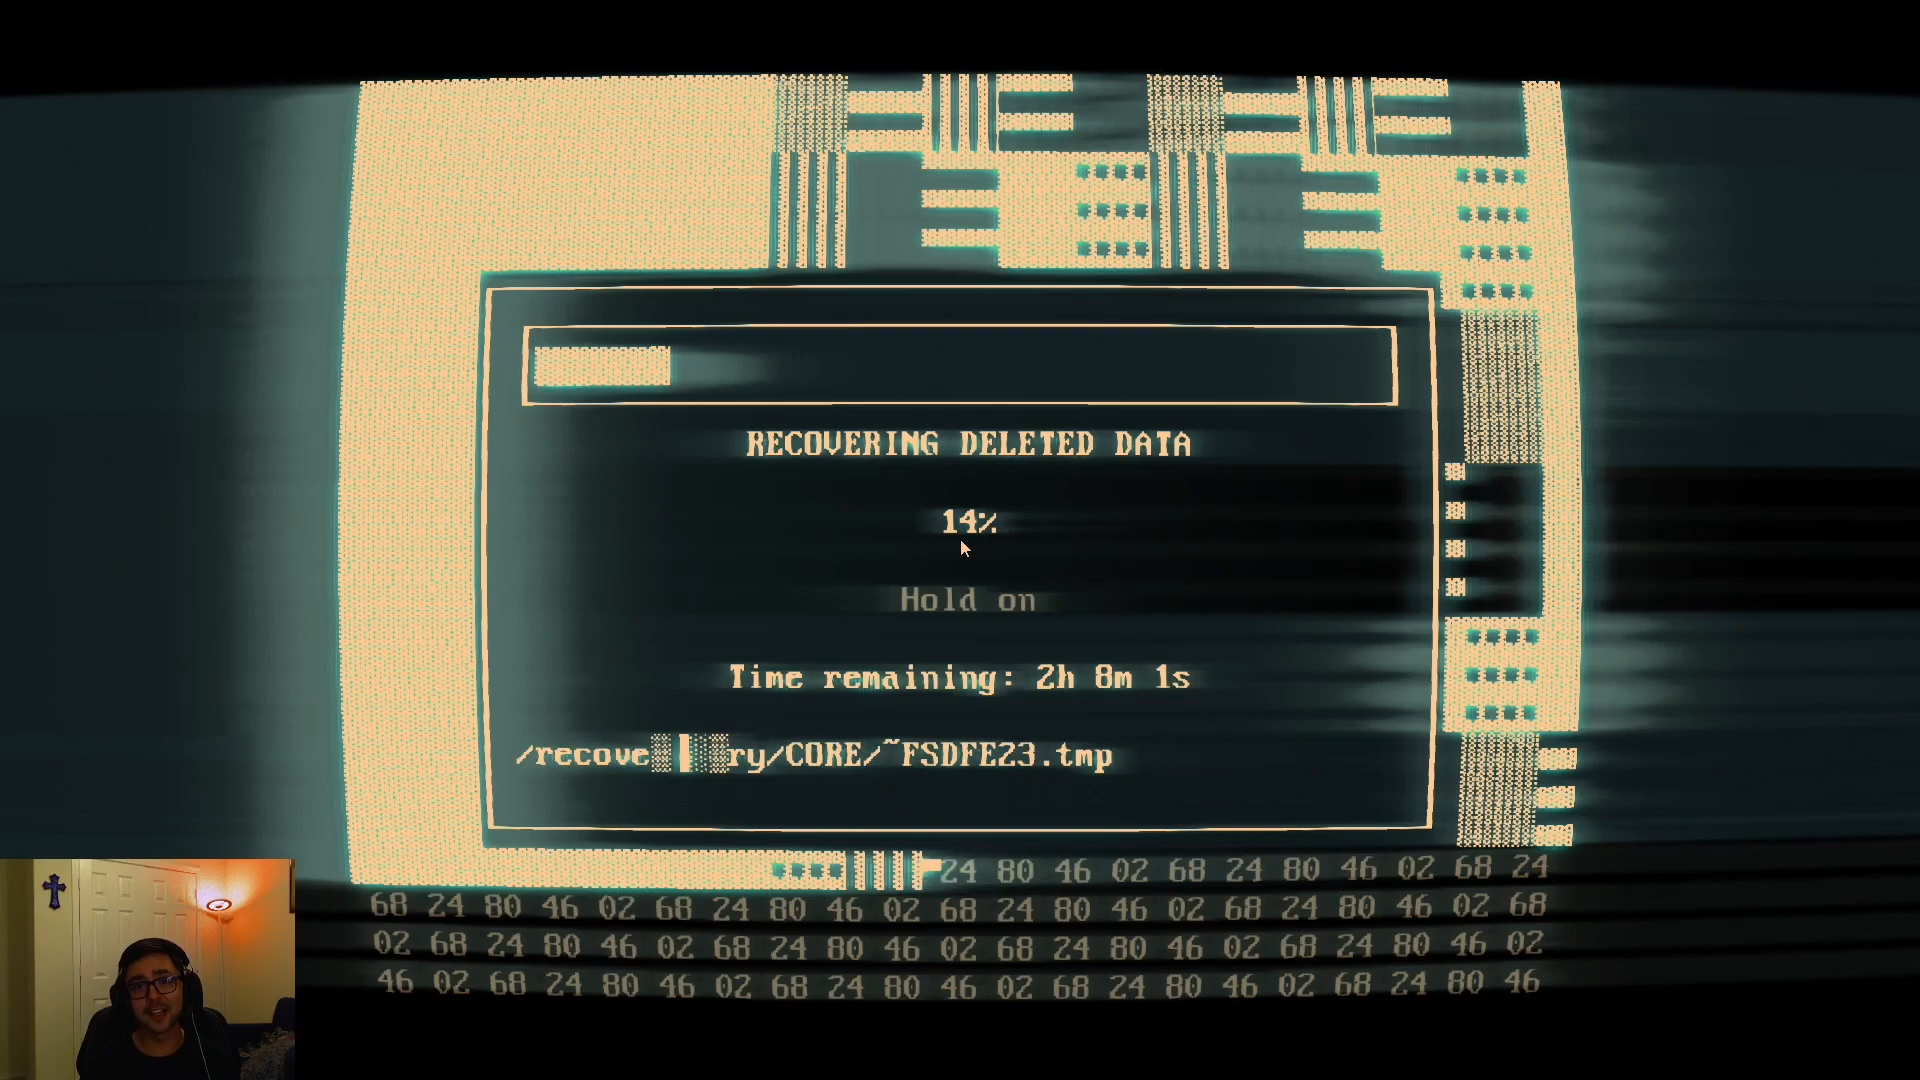 RECOVERING DELETED DATA
14%
Hold on
Time remaining: 2h 8m 1s
/recove░▐░▒ry/CORE/~FSDFE23.tmp
24 80 46 02 68 24 80 46 02 68 24
68 24 80 46 02 68 24 80 46 02 68 24 80 46 02 68 24 80 46 02 68
02 68 24 80 46 02 68 24 80 46 02 68 24 80 46 02 68 24 80 46 02
46 02 68 24 80 46 02 68 24 80 46 02 68 24 80 46 02 68 24 80 46